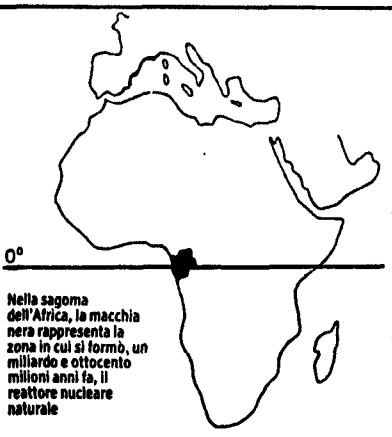 0°
Nella sagoma
dell'Africa, la macchia
nera rappresenta la
zona in cui si formò, un
miliardo e ottocento
milioni anni fa, il
reattore nucleare
naturale